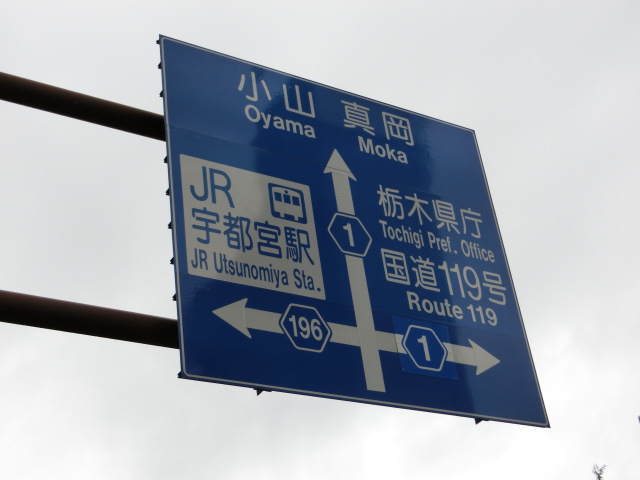 小山 真岡
Oyama Moka
JR
宇都宮駅
JR Utsunomiya Sta.
1
栃木県庁
Tochigi Pref. Office
国道119号
Route 119
196
1